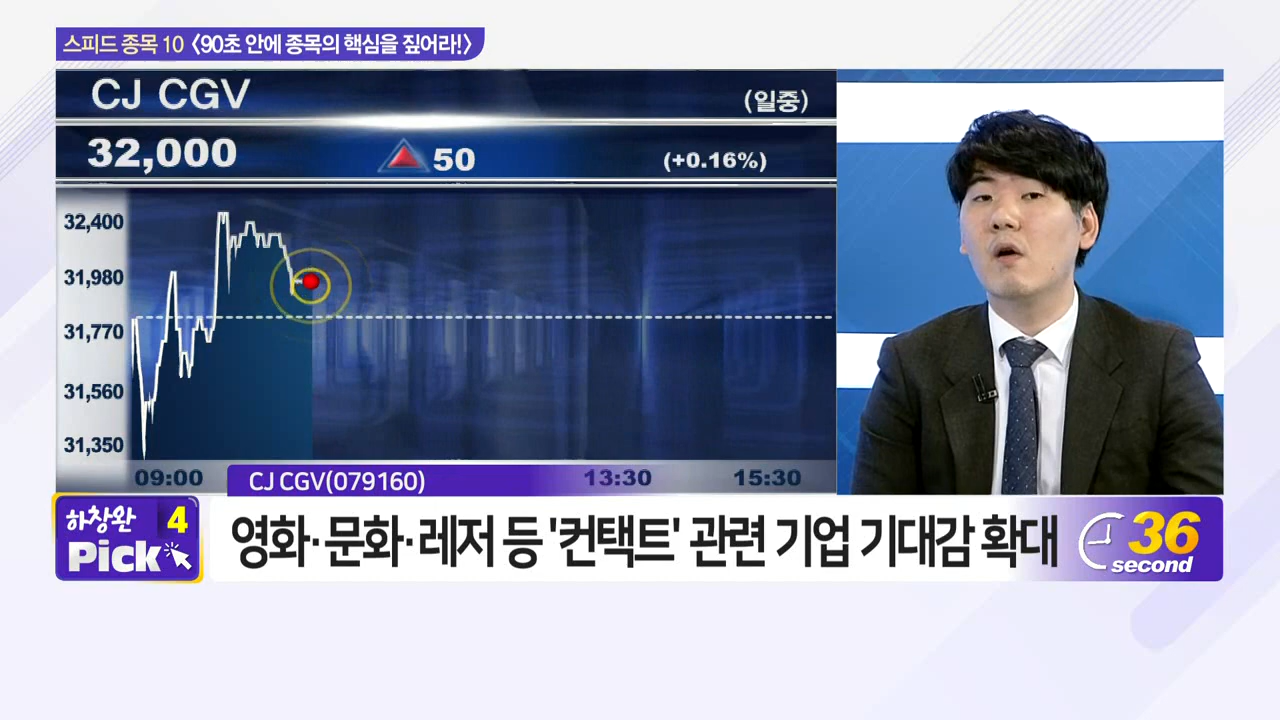 스피드 종목 10 <90초 안에 종목의 핵심을 짚어라!>
CJ CGV
(일중)
32,000
50
(+0.16%)
32,400
31,980
31,770
31,560
31,350
09:00
13:30
15:30
CJ CGV(079160)
하창완 4
Pick
영화·문화·레저 등 '컨택트' 관련 기업 기대감 확대
36
second